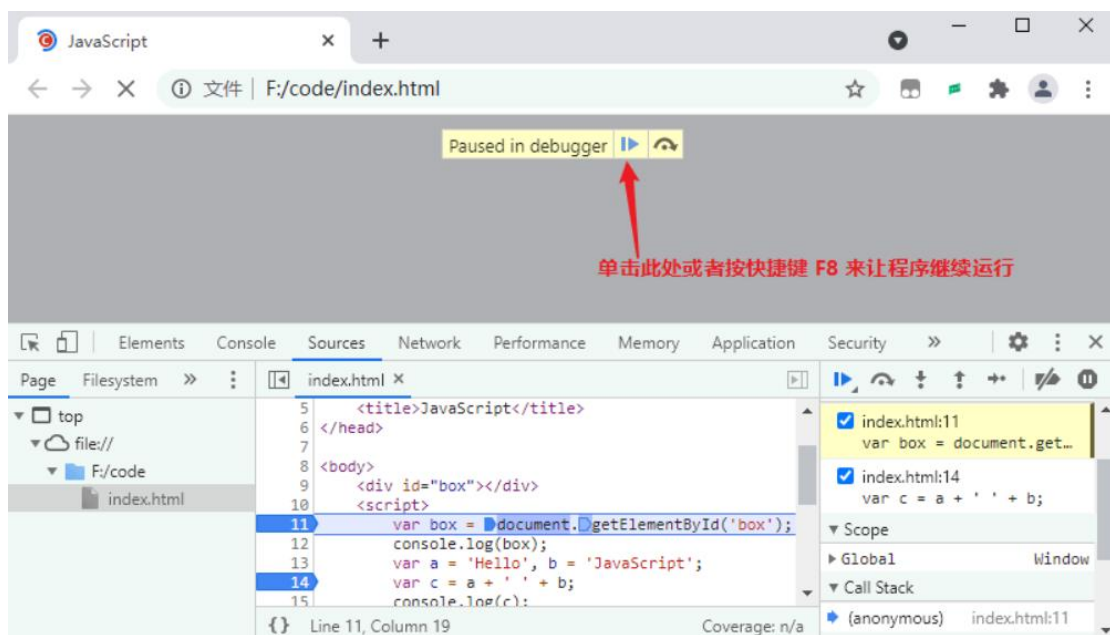 JavaScript
文件 F:/code/index.html
Paused in debugger
单击此处或者按快捷键 F8 来让程序继续运行
Elements Console Sources Network Performance Memory Application Security »
Page Filesystem »
top
file://
F:/code
index.html
index.html ×
5 <title>JavaScript</title>
6 </head>
7
8 <body>
9 <div id="box"></div>
10 <script>
11 var box = document.getElementById('box');
12 console.log(box);
13 var a = 'Hello', b = 'JavaScript';
14 var c = a + ' ' + b;
15 console.log(c);
{} Line 11, Column 19 Coverage: n/a
index.html:11
var box = document.get…
index.html:14
var c = a + ' ' + b;
Scope
Global Window
Call Stack
(anonymous) index.html:11